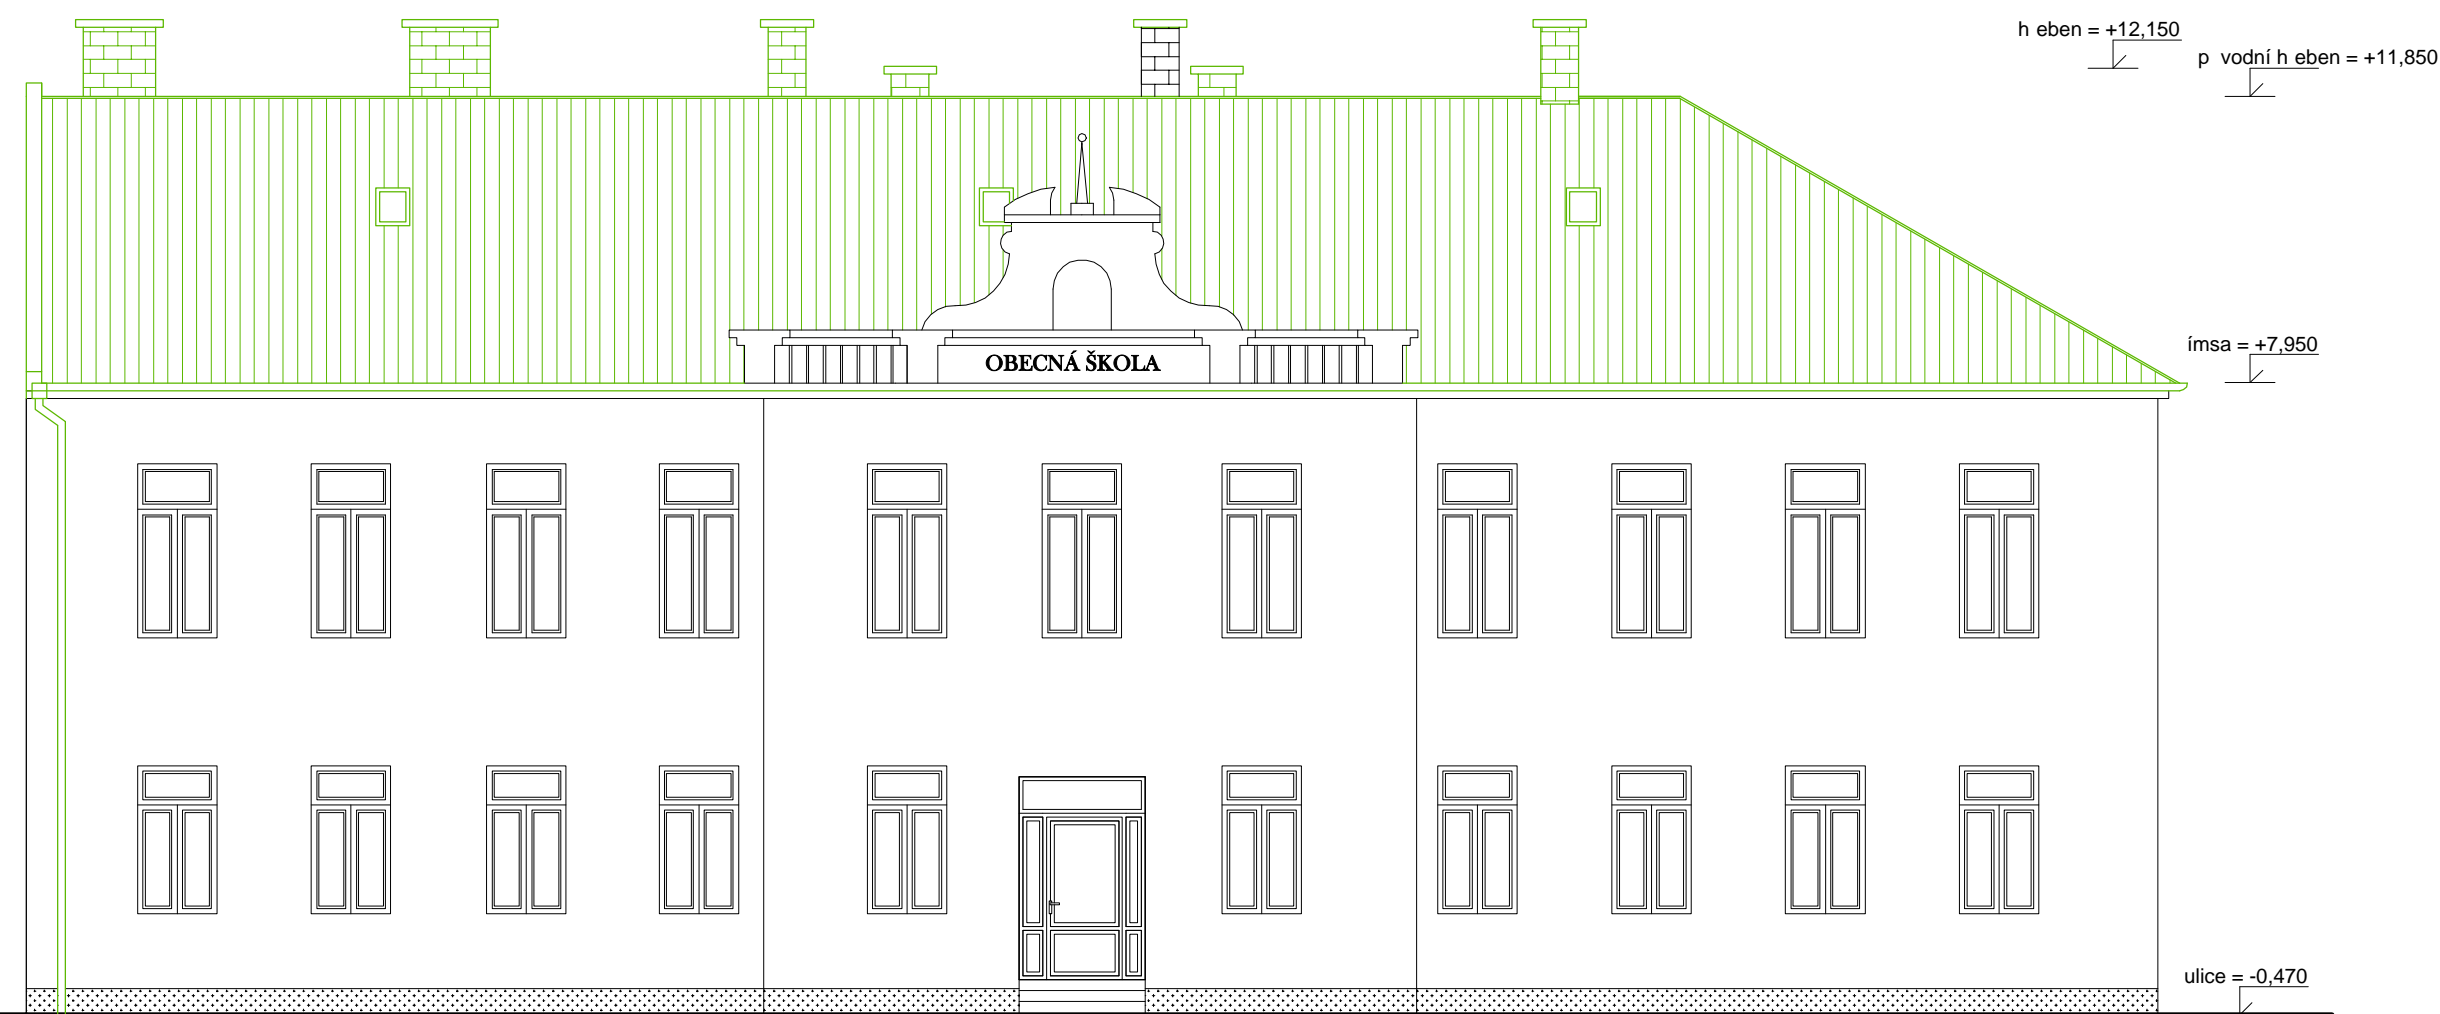 h eben = +12,150
p vodní h eben = +11,850
ímsa = +7,950
OBECNÁ ŠKOLA
ulice = -0,470